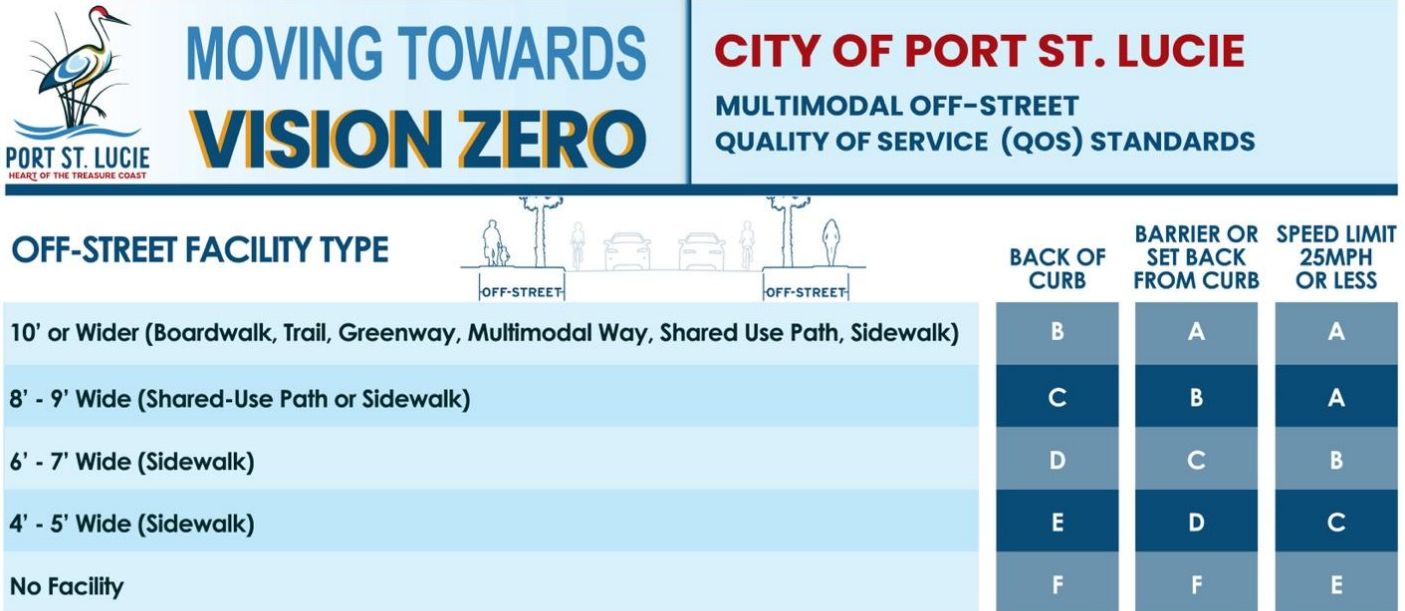 PORT ST. LUCIE
HEART OF THE TREASURE COAST
MOVING TOWARDS
VISION ZERO
CITY OF PORT ST. LUCIE
MULTIMODAL OFF-STREET
QUALITY OF SERVICE (QOS) STANDARDS
OFF-STREET FACILITY TYPE
OFF-STREET
OFF-STREET
BACK OF
CURB
BARRIER OR
SET BACK
FROM CURB
SPEED LIMIT
25MPH
OR LESS
10' or Wider (Boardwalk, Trail, Greenway, Multimodal Way, Shared Use Path, Sidewalk) B A A
8' - 9' Wide (Shared-Use Path or Sidewalk) C B A
6' - 7' Wide (Sidewalk) D C B
4' - 5' Wide (Sidewalk) E D C
No Facility F F E